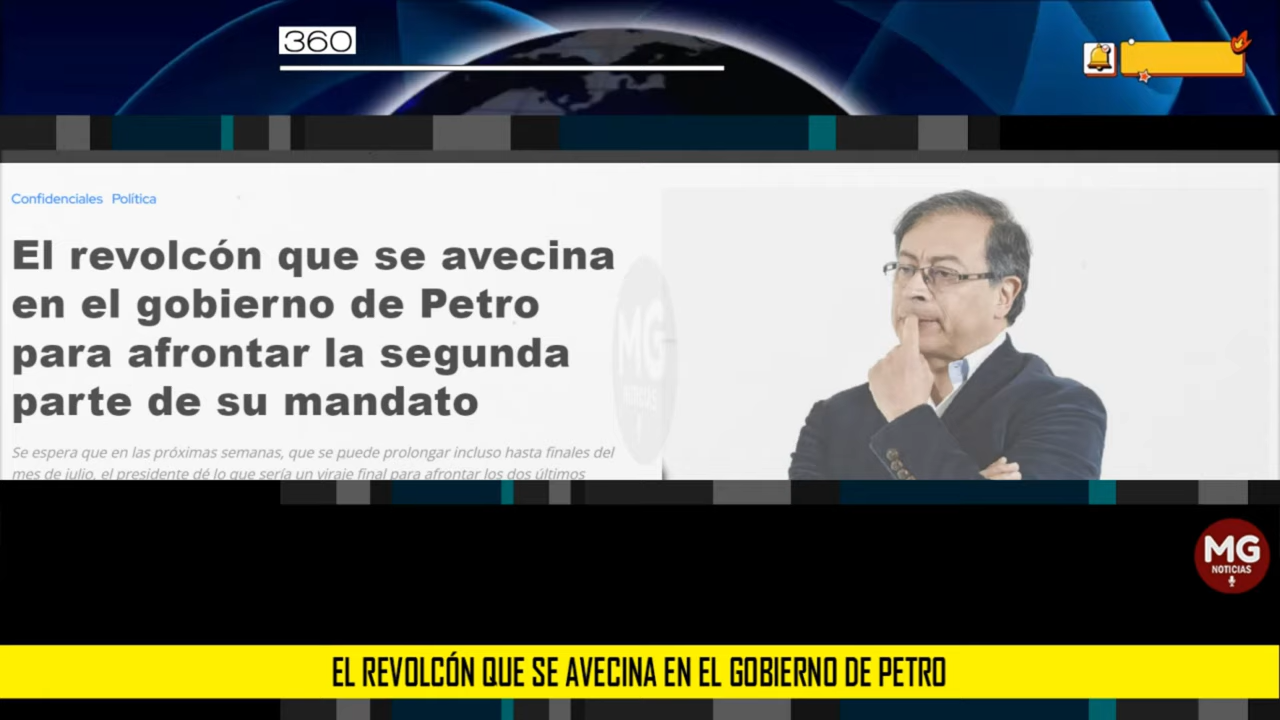 360
Confidenciales Política
El revolcón que se avecina
en el gobierno de Petro
para afrontar la segunda
parte de su mandato
Se espera que en las próximas semanas, que se puede prolongar incluso hasta finales del
mes de julio, el presidente dé lo que sería un viraje final para afrontar los dos últimos
MG
NOTICIAS
MG
NOTICIAS
EL REVOLCÓN QUE SE AVECINA EN EL GOBIERNO DE PETRO